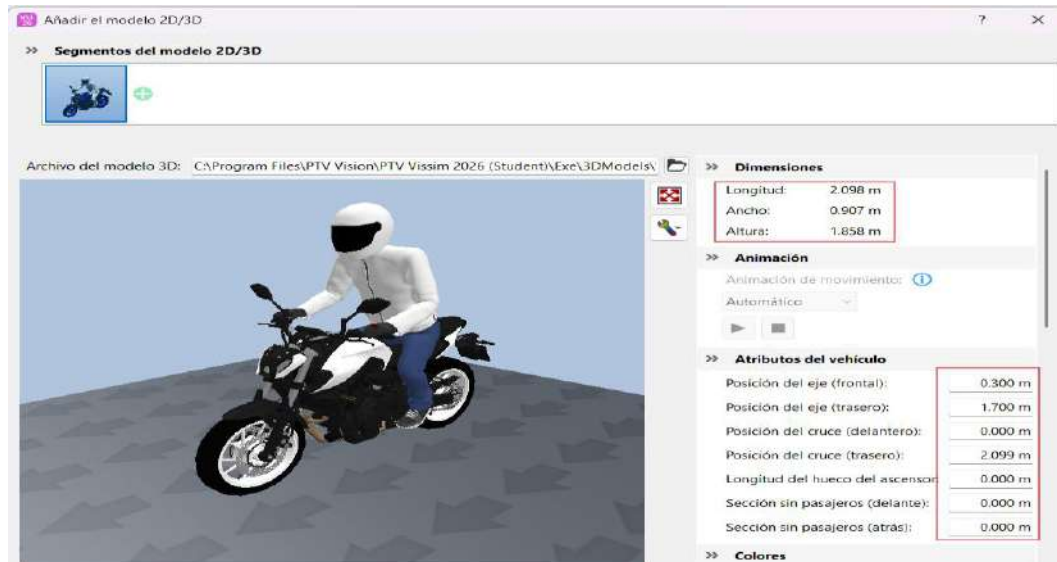 Añadir el modelo 2D/3D
? ×
» Segmentos del modelo 2D/3D
Archivo del modelo 3D: C:\Program Files\PTV Vision\PTV Vissim 2026 (Student)\Exe\3DModels\
» Dimensiones
Longitud: 2.098 m
Ancho: 0.907 m
Altura: 1.858 m
» Animación
Animación de movimiento:
Automático
» Atributos del vehículo
Posición del eje (frontal): 0.300 m
Posición del eje (trasero): 1.700 m
Posición del cruce (delantero): 0.000 m
Posición del cruce (trasero): 2.099 m
Longitud del hueco del ascensor 0.000 m
Sección sin pasajeros (delante): 0.000 m
Sección sin pasajeros (atrás): 0.000 m
» Colores